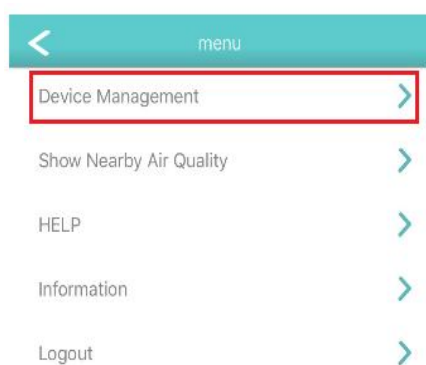 menu
Device Management
Show Nearby Air Quality
HELP
Information
Logout